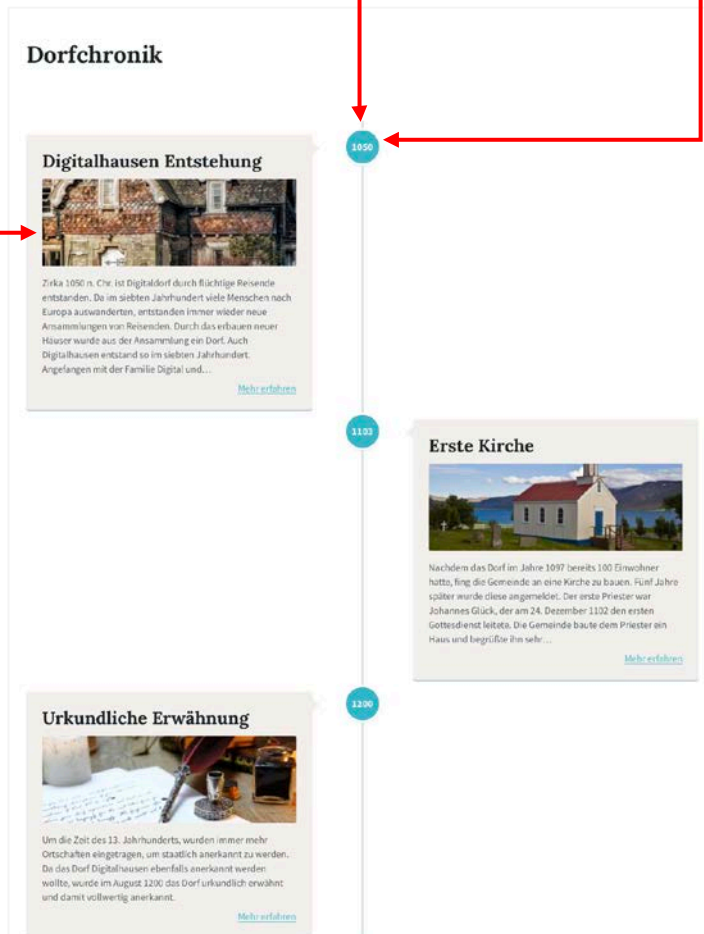 Dorfchronik
1050
Digitalhausen Entstehung
Zirka 1050 n. Chr. ist Digitaldorf durch flüchtige Reisende
entstanden. Da im siebten Jahrhundert viele Menschen nach
Europa auswanderten, entstanden immer wieder neue
Ansammlungen von Reisenden. Durch das erbauen neuer
Häuser wurde aus der Ansammlung ein Dorf. Auch
Digitalhausen entstand so im siebten Jahrhundert.
Angefangen mit der Familie Digital und…
Mehr erfahren
1103
Erste Kirche
Nachdem das Dorf im Jahre 1097 bereits 100 Einwohner
hatte, fing die Gemeinde an eine Kirche zu bauen. Fünf Jahre
später wurde diese angemeldet. Der erste Priester war
Johannes Glück, der am 24. Dezember 1102 den ersten
Gottesdienst leitete. Die Gemeinde baute dem Priester ein
Haus und begrüßte ihn sehr…
Mehr erfahren
1200
Urkundliche Erwähnung
Um die Zeit des 13. Jahrhunderts, wurden immer mehr
Ortschaften eingetragen, um staatlich anerkannt zu werden.
Da das Dorf Digitalhausen ebenfalls anerkannt werden
wollte, wurde im August 1200 das Dorf urkundlich erwähnt
und damit vollwertig anerkannt.
Mehr erfahren